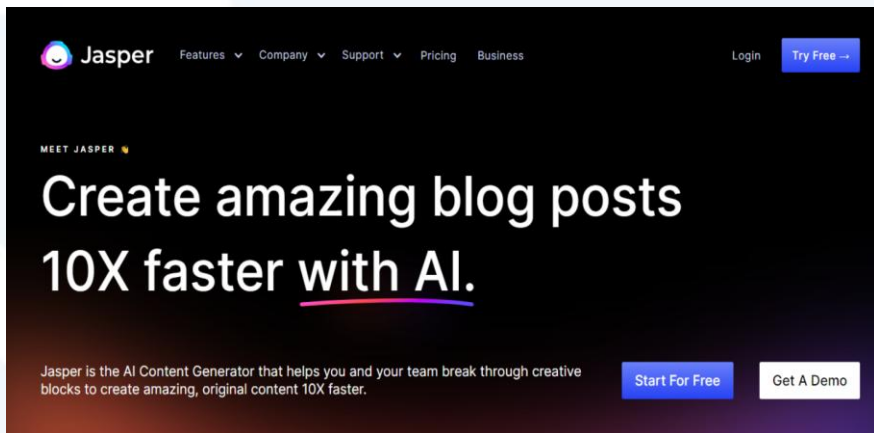 Jasper Features Company Support Pricing Business Login Try Free →
MEET JASPER 👋
Create amazing blog posts
10X faster with AI.
Jasper is the AI Content Generator that helps you and your team break through creative
blocks to create amazing, original content 10X faster.
Start For Free Get A Demo